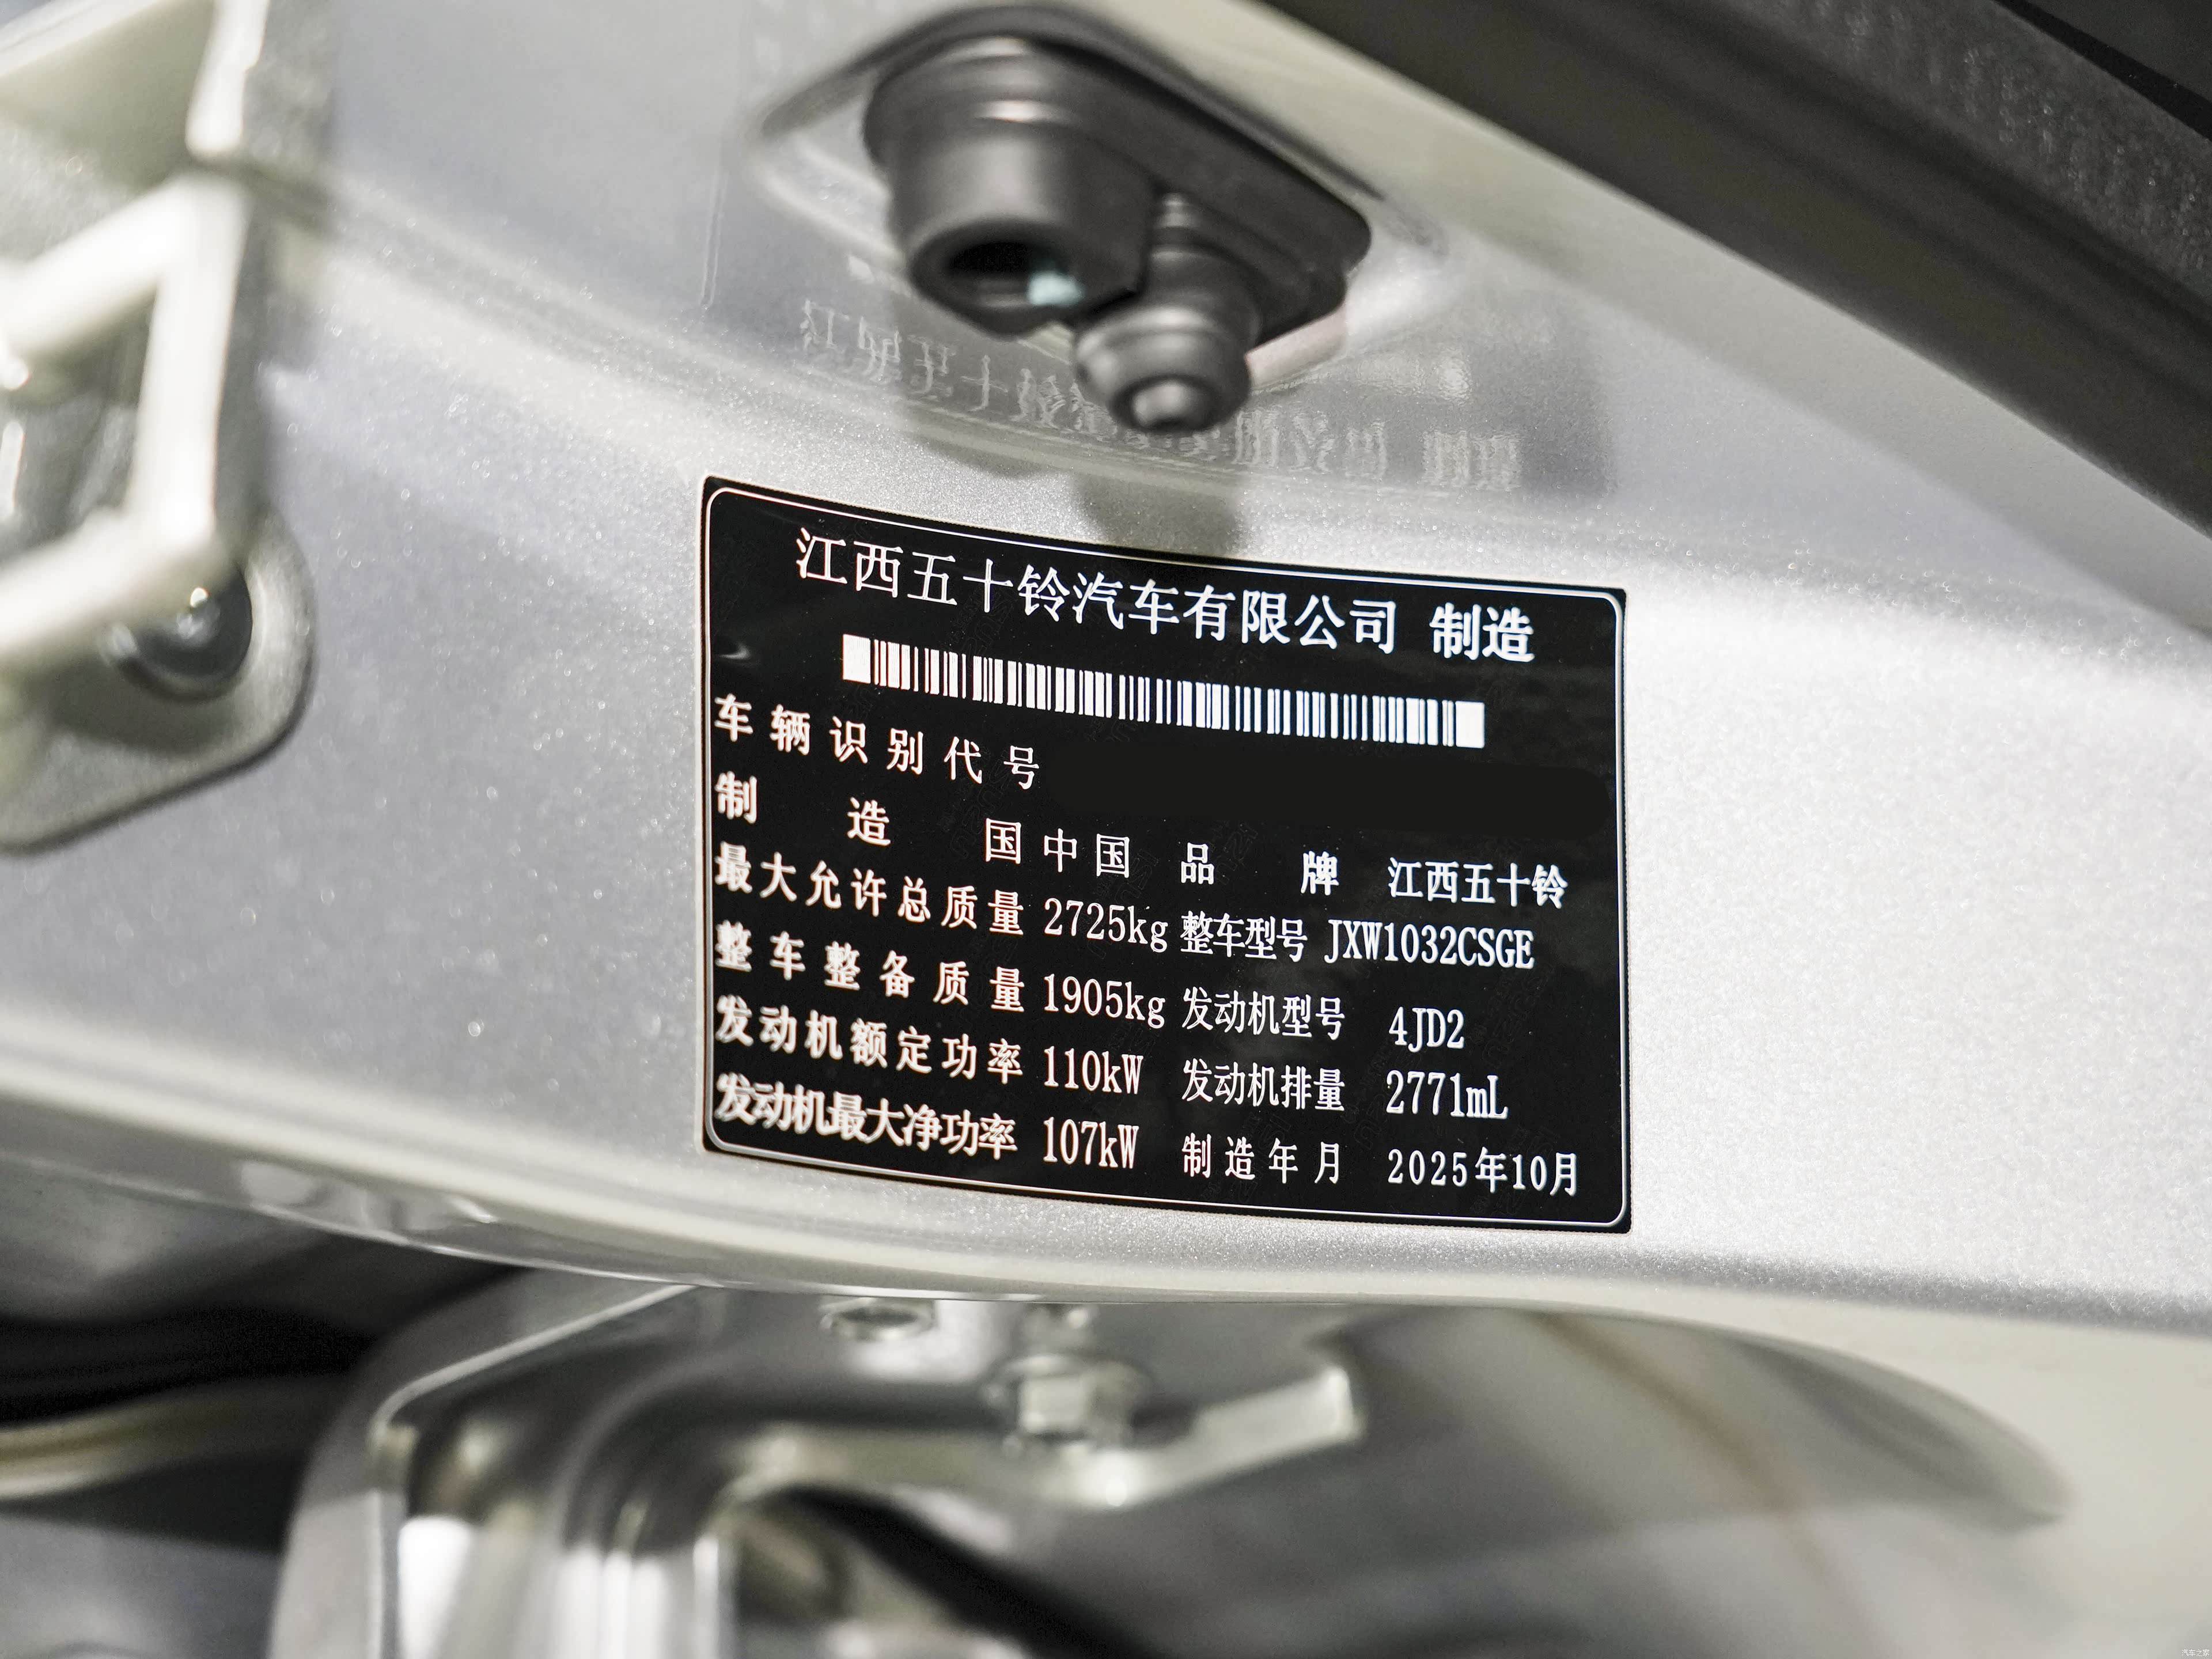 江西五十铃汽车有限公司 制造
车辆识别代号
制造国 中国 品牌 江西五十铃
最大允许总质量 2725kg 整车型号 JXW1032CSGE
整车整备质量 1905kg 发动机型号 4JD2
发动机额定功率 110kW 发动机排量 2771mL
发动机最大净功率 107kW 制造年月 2025年10月
汽车之家